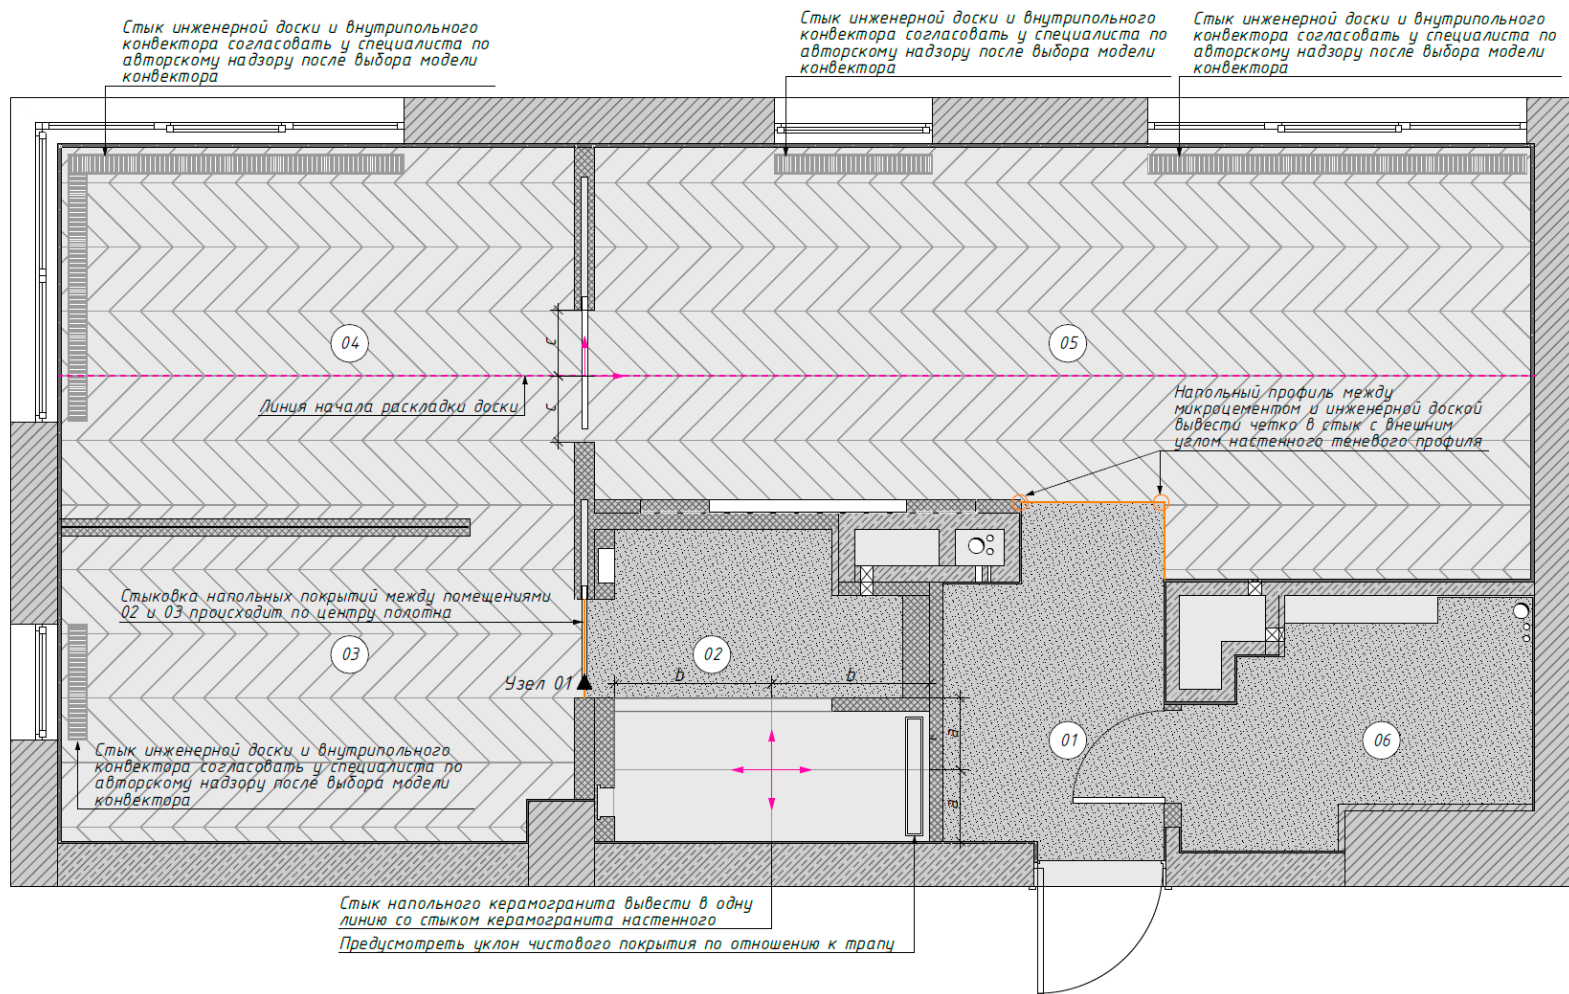 Стык инженерной доски и внутрипольного
конвектора согласовать у специалиста по
авторскому надзору после выбора модели
конвектора
Стык инженерной доски и внутрипольного
конвектора согласовать у специалиста по
авторскому надзору после выбора модели
конвектора
Стык инженерной доски и внутрипольного
конвектора согласовать у специалиста по
авторскому надзору после выбора модели
конвектора
04
c
05
c
Линия начала раскладки доски
Напольный профиль между
микроцементом и инженерной доской
вывести четко в стык с внешним
углом настенного теневого профиля
Стыковка напольных покрытий между помещениями
02 и 03 происходит по центру полотна
03
02
Узел 01
b
b
a
01
06
Стык инженерной доски и внутрипольного
конвектора согласовать у специалиста по
авторскому надзору после выбора модели
конвектора
a
Стык напольного керамогранита вывести в одну
линию со стыком керамогранита настенного
Предусмотреть уклон чистового покрытия по отношению к трапу